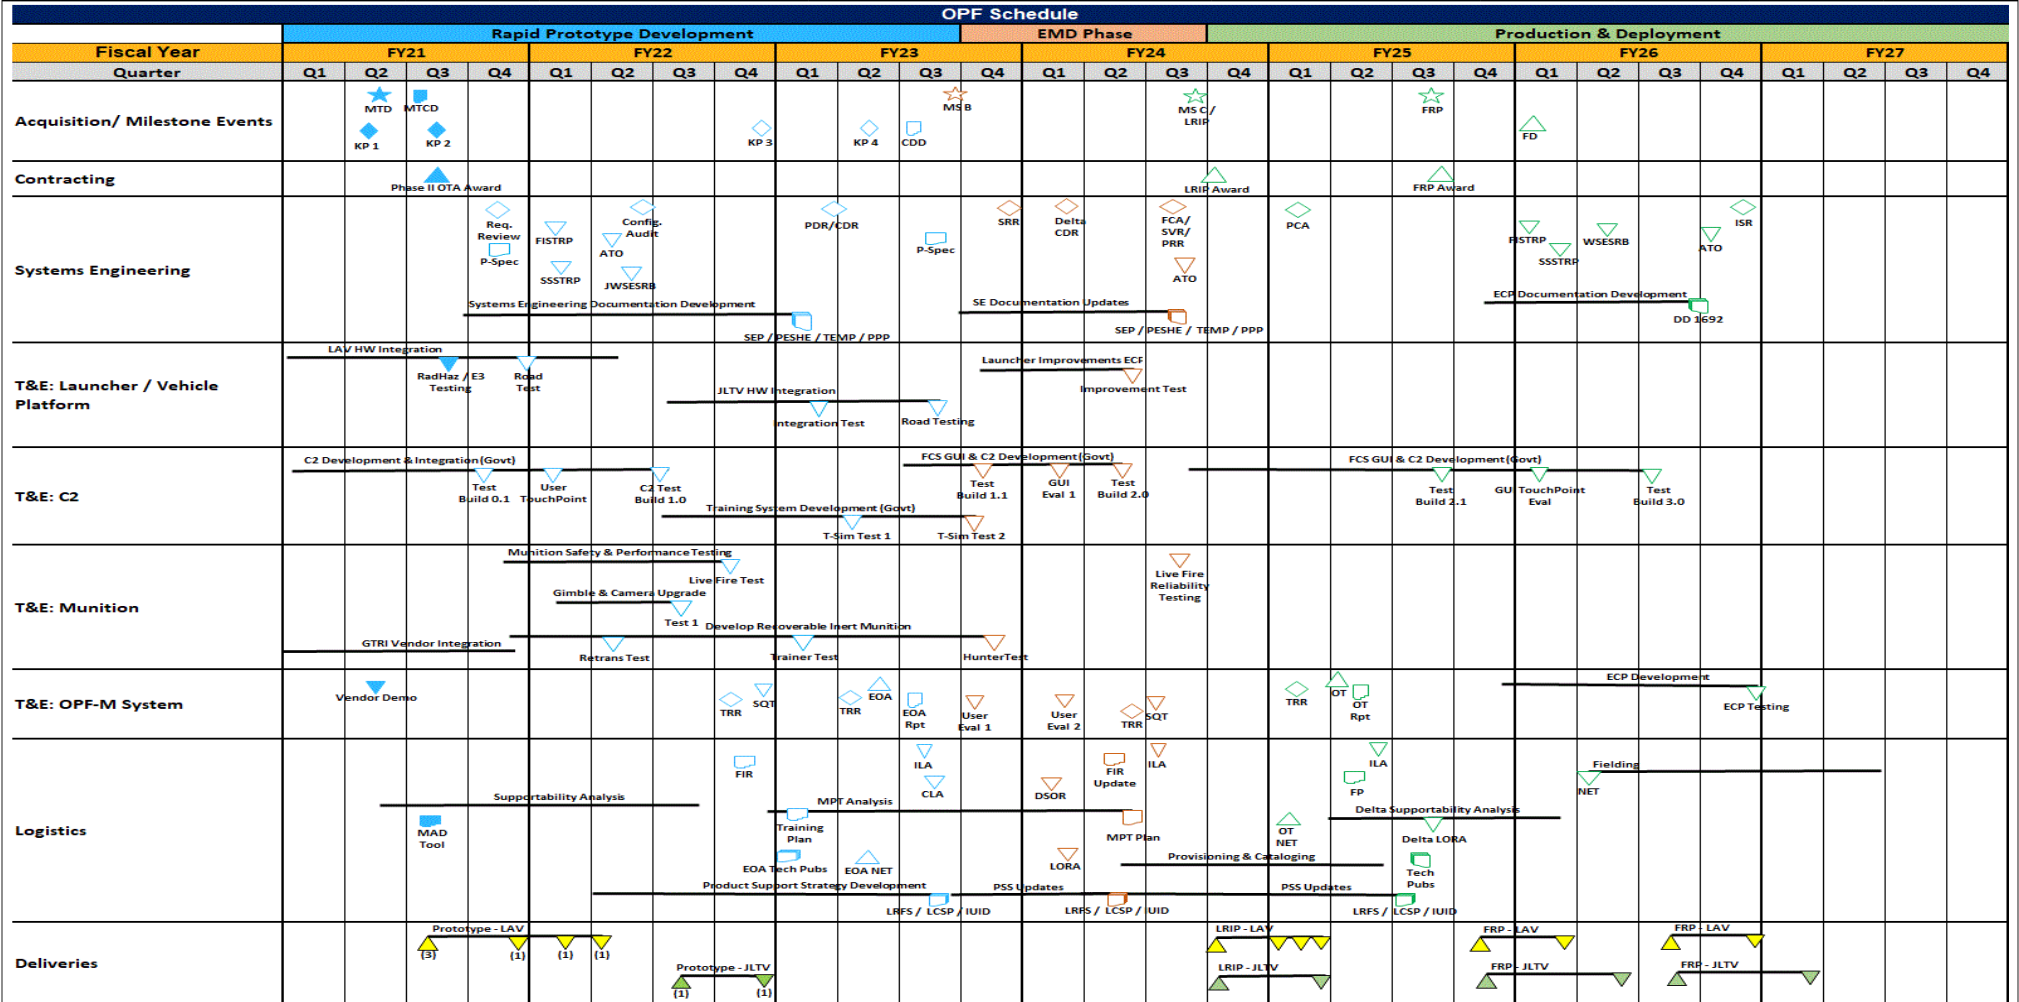 OPF Schedule
Rapid Prototype Development EMD Phase Production & Deployment
Fiscal Year FY21 FY22 FY23 FY24 FY25 FY26 FY27
Quarter Q1 Q2 Q3 Q4 Q1 Q2 Q3 Q4 Q1 Q2 Q3 Q4 Q1 Q2 Q3 Q4 Q1 Q2 Q3 Q4 Q1 Q2 Q3 Q4 Q1 Q2 Q3 Q4
Acquisition/ Milestone Events
MTD MTCD MS B MS C / FRP
LRIP
KP 1 KP 2 KP 3 KP 4 CDD FD
Contracting
Phase II OTA Award LRIP Award FRP Award
Systems Engineering
Req.
Review
P-Spec
FISTRP
SSSTRP
Config.
Audit
ATO
JWSESRB
Systems Engineering Documentation Development
SEP / PESHE / TEMP / PPP
PDR/CDR
P-Spec
SRR
Delta
CDR
FCA/
SVR/
PRR
ATO
SE Documentation Updates
SEP / PESHE / TEMP / PPP
PCA
FISTRP
SSSTRP
WSESRB
ATO
ISR
ECP Documentation Development
DD 1692
T&E: Launcher / Vehicle
Platform
LAV HW Integration
RadHaz / E3
Testing
Road
Test
JLTV HW Integration
Integration Test
Road Testing
Launcher Improvements ECP
Improvement Test
T&E: C2
C2 Development & Integration (Govt)
Test
Build 0.1
User
TouchPoint
C2 Test
Build 1.0
Training System Development (Govt)
T-Sim Test 1
T-Sim Test 2
FCS GUI & C2 Development (Govt)
Test
Build 1.1
GUI
Eval 1
Test
Build 2.0
FCS GUI & C2 Development (Govt)
Test
Build 2.1
GUI TouchPoint
Eval
Test
Build 3.0
T&E: Munition
Munition Safety & Performance Testing
Live Fire Test
Gimble & Camera Upgrade
Test 1
Develop Recoverable Inert Munition
GTRI Vendor Integration
Retrans Test
Trainer Test
HunterTest
Live Fire
Reliability
Testing
T&E: OPF-M System
Vendor Demo
TRR
SQT
TRR
EOA
EOA
Rpt
User
Eval 1
User
Eval 2
TRR
SQT
TRR
OT
OT
Rpt
ECP Development
ECP Testing
Logistics
Supportability Analysis
MAD
Tool
FIR
MPT Analysis
Training
Plan
EOA Tech Pubs
EOA NET
ILA
CLA
Product Support Strategy Development
LRFS / LCSP / IUID
DSOR
FIR
Update
ILA
MPT Plan
LORA
Provisioning & Cataloging
PSS Updates
LRFS / LCSP / IUID
PSS Updates
LRFS / LCSP / IUID
OT
NET
ILA
FP
Delta Supportability Analysis
Delta LORA
Tech
Pubs
Fielding
NET
Deliveries
Prototype - LAV
(3) (1) (1) (1)
Prototype - JLTV
(1) (1)
LRIP - LAV
LRIP - JLTV
FRP - LAV
FRP - JLTV
FRP - LAV
FRP - JLTV